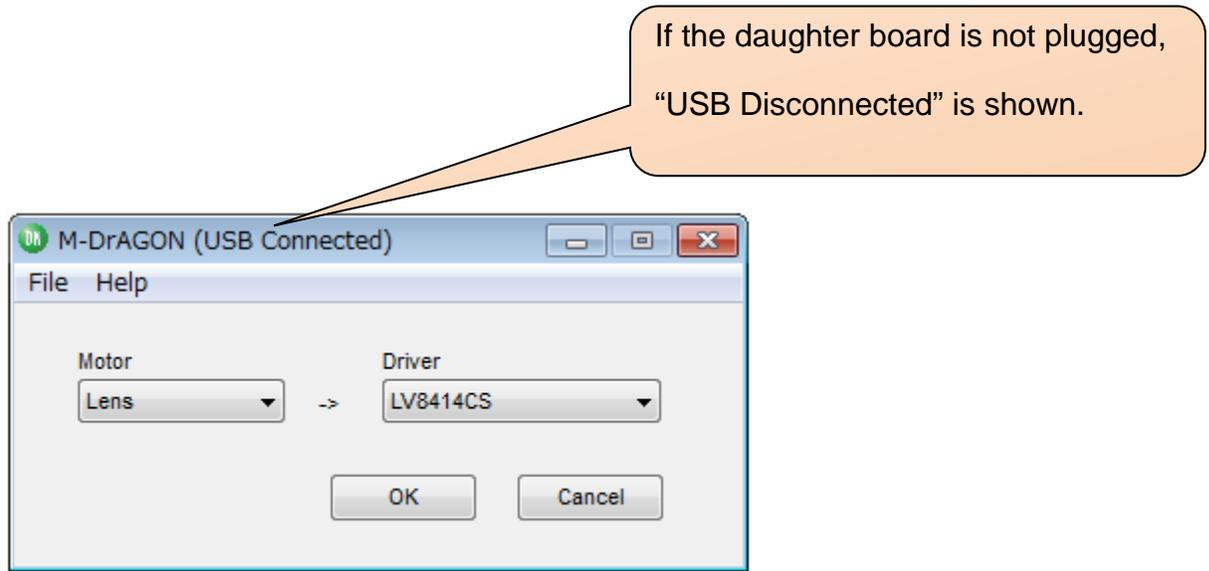 If the daughter board is not plugged,
“USB Disconnected” is shown.
M-DrAGON (USB Connected)
File Help
Motor Driver
Lens -> LV8414CS
OK Cancel